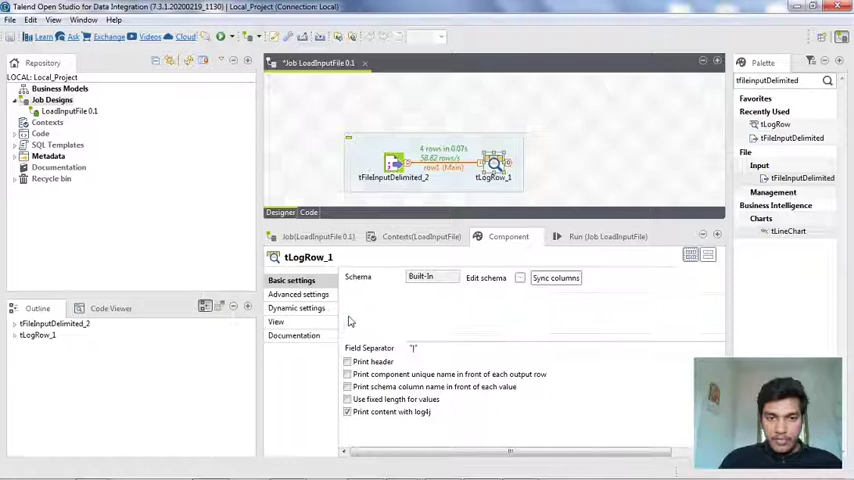 Talend Open Studio for Data Integration (7.3.1.20200219_1130) | Local_Project (Connection: Local)
File Edit View Window Help
Learn Ask Exchange Videos Cloud
Repository
LOCAL: Local_Project
Business Models
Job Designs
LoadInputFile 0.1
Contexts
Code
SQL Templates
Metadata
Documentation
Recycle bin
*Job LoadInputFile 0.1
4 rows in 0.07s
58.82 rows/s
row1 (Main)
tFileInputDelimited_2
tLogRow_1
Designer Code
Palette
tfileinputDelimited
Favorites
Recently Used
tLogRow
tFileInputDelimited
File
Input
tFileInputDelimited
Management
Business Intelligence
Charts
tLineChart
Job(LoadInputFile 0.1) Contexts(LoadInputFile) Component Run (Job LoadInputFile)
tLogRow_1
Basic settings
Advanced settings
Dynamic settings
View
Documentation
Schema Built-In Edit schema Sync columns
Field Separator "|"
Print header
Print component unique name in front of each output row
Print schema column name in front of each value
Use fixed length for values
Print content with log4j
Outline Code Viewer
tFileInputDelimited_2
tLogRow_1